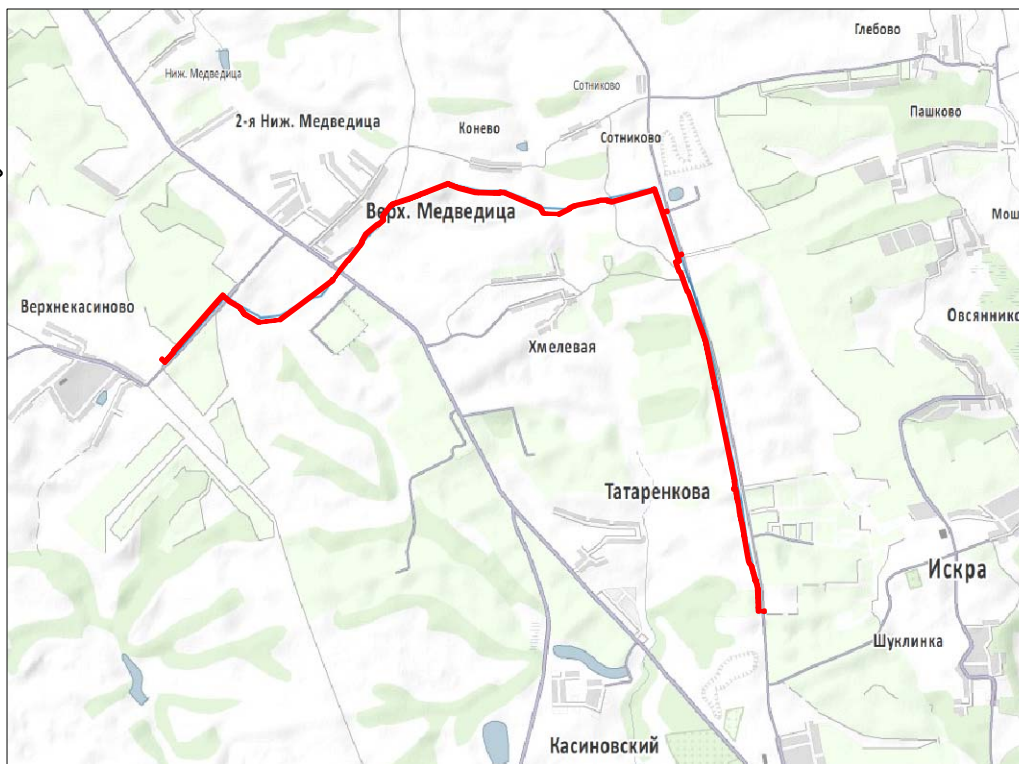 Глебово
Ниж. Медведица
Сотниково
Пашково
2-я Ниж. Медведица
Конево
Сотниково
Верх. Медведица
Мош
Верхнекасиново
Овсяннико
Хмелевая
Татаренкова
Искра
Шуклинка
Касиновский